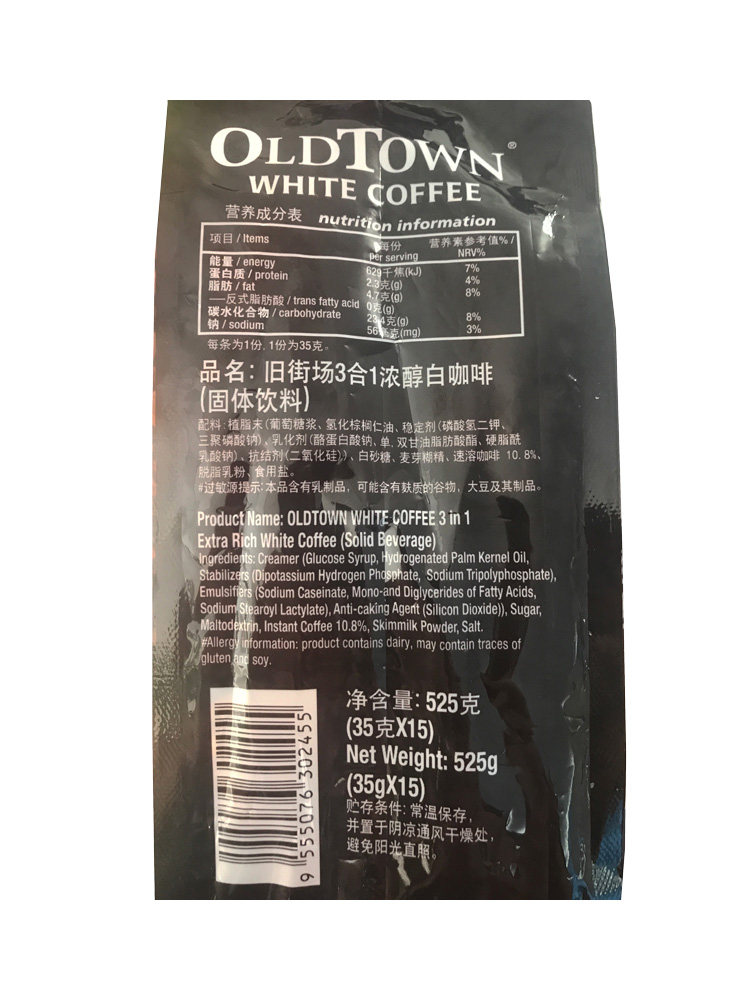 OLDTOWN®
WHITE COFFEE
营养成分表 nutrition information
项目 / Items 每份 per serving 营养素参考值% / NRV%
能量 / energy 629千焦(kJ) 7%
蛋白质 / protein 2.3克(g) 4%
脂肪 / fat 4.7克(g) 8%
——反式脂肪酸 / trans fatty acid 0克(g)
碳水化合物 / carbohydrate 23.4克(g) 8%
钠 / sodium 56毫克(mg) 3%
每条为1份, 1份为35克。
品名: 旧街场3合1浓醇白咖啡
(固体饮料)
配料: 植脂末 (葡萄糖浆、氢化棕榈仁油、稳定剂 (磷酸氢二钾、
三聚磷酸钠)、乳化剂 (酪蛋白酸钠、单, 双甘油脂肪酸酯、硬脂酰
乳酸钠)、抗结剂 (二氧化硅))、白砂糖、麦芽糊精、速溶咖啡 10.8%、
脱脂乳粉、食用盐。
#过敏源提示: 本品含有乳制品, 可能含有麸质的谷物, 大豆及其制品。
Product Name: OLDTOWN WHITE COFFEE 3 in 1
Extra Rich White Coffee (Solid Beverage)
Ingredients: Creamer (Glucose Syrup, Hydrogenated Palm Kernel Oil,
Stabilizers (Dipotassium Hydrogen Phosphate, Sodium Tripolyphosphate),
Emulsifiers (Sodium Caseinate, Mono-and Diglycerides of Fatty Acids,
Sodium Stearoyl Lactylate), Anti-caking Agent (Silicon Dioxide)), Sugar,
Maltodextrin, Instant Coffee 10.8%, Skimmilk Powder, Salt.
#Allergy information: product contains dairy, may contain traces of
gluten and soy.
9 555076 302455
净含量: 525克
(35克X15)
Net Weight: 525g
(35gX15)
贮存条件: 常温保存,
并置于阴凉通风干燥处,
避免阳光直照。